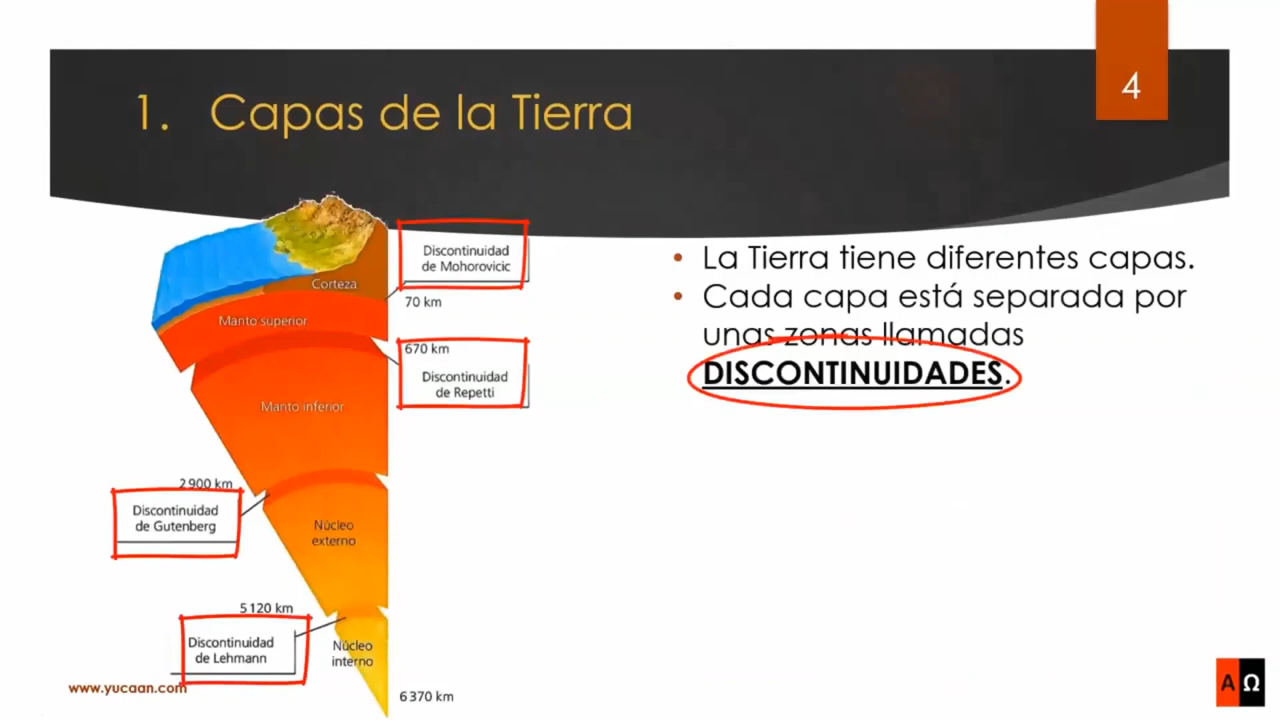 4
1. Capas de la Tierra
Discontinuidad
de Mohorovicic
Corteza
70 km
Manto superior
670 km
Discontinuidad
de Repetti
Manto inferior
2 900 km
Discontinuidad
de Gutenberg
Núcleo
externo
5 120 km
Discontinuidad
de Lehmann
Núcleo
interno
6 370 km
• La Tierra tiene diferentes capas.
• Cada capa está separada por
unas zonas llamadas
DISCONTINUIDADES.
www.yucaan.com
AΩ